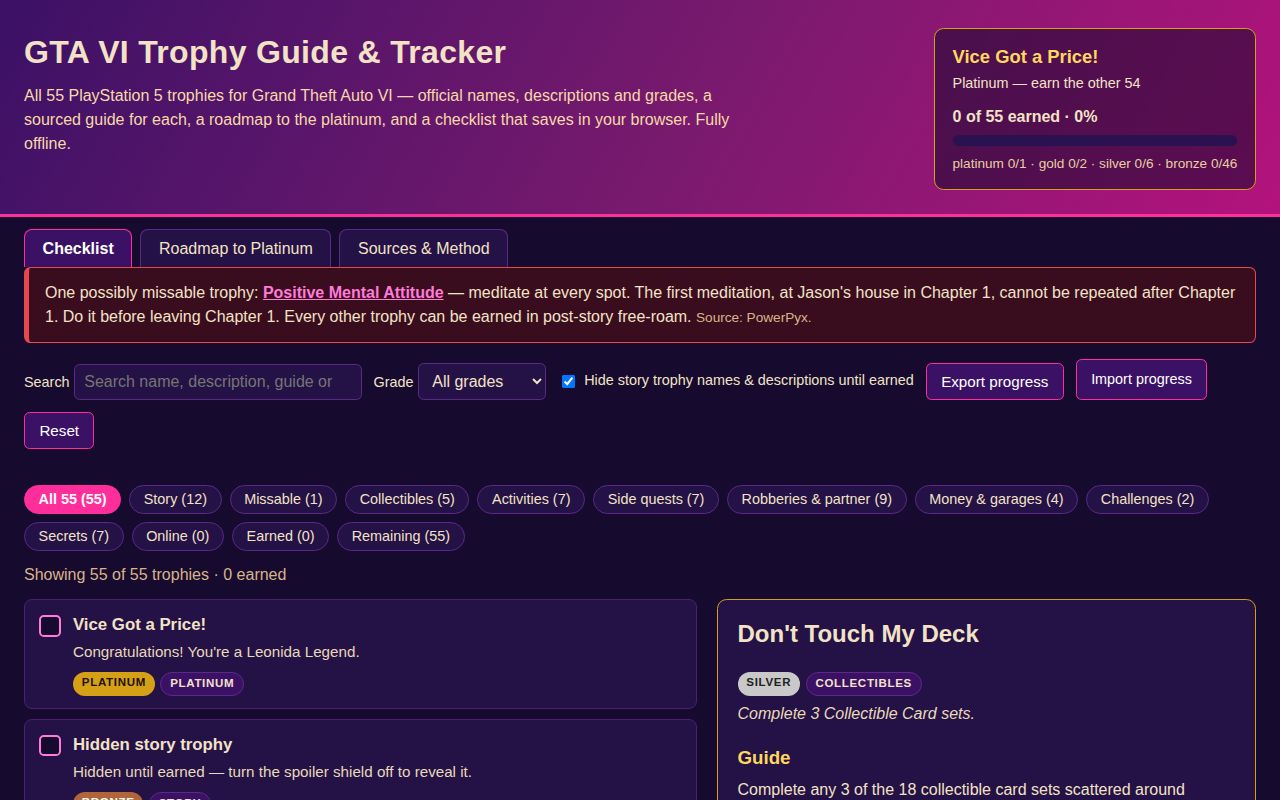 GTA VI Trophy Guide & Tracker
All 55 PlayStation 5 trophies for Grand Theft Auto VI — official names, descriptions and grades, a
sourced guide for each, a roadmap to the platinum, and a checklist that saves in your browser. Fully
offline.
Vice Got a Price!
Platinum — earn the other 54
0 of 55 earned · 0%
platinum 0/1 · gold 0/2 · silver 0/6 · bronze 0/46
Checklist
Roadmap to Platinum
Sources & Method
One possibly missable trophy: Positive Mental Attitude — meditate at every spot. The first meditation, at Jason's house in Chapter 1, cannot be repeated after Chapter
1. Do it before leaving Chapter 1. Every other trophy can be earned in post-story free-roam. Source: PowerPyx.
Search
Search name, description, guide or
Grade
All grades
Hide story trophy names & descriptions until earned
Export progress
Import progress
Reset
All 55 (55)
Story (12)
Missable (1)
Collectibles (5)
Activities (7)
Side quests (7)
Robberies & partner (9)
Money & garages (4)
Challenges (2)
Secrets (7)
Online (0)
Earned (0)
Remaining (55)
Showing 55 of 55 trophies · 0 earned
Vice Got a Price!
Congratulations! You're a Leonida Legend.
PLATINUM
PLATINUM
Hidden story trophy
Hidden until earned — turn the spoiler shield off to reveal it.
BRONZE
STORY
Don't Touch My Deck
SILVER
COLLECTIBLES
Complete 3 Collectible Card sets.
Guide
Complete any 3 of the 18 collectible card sets scattered around